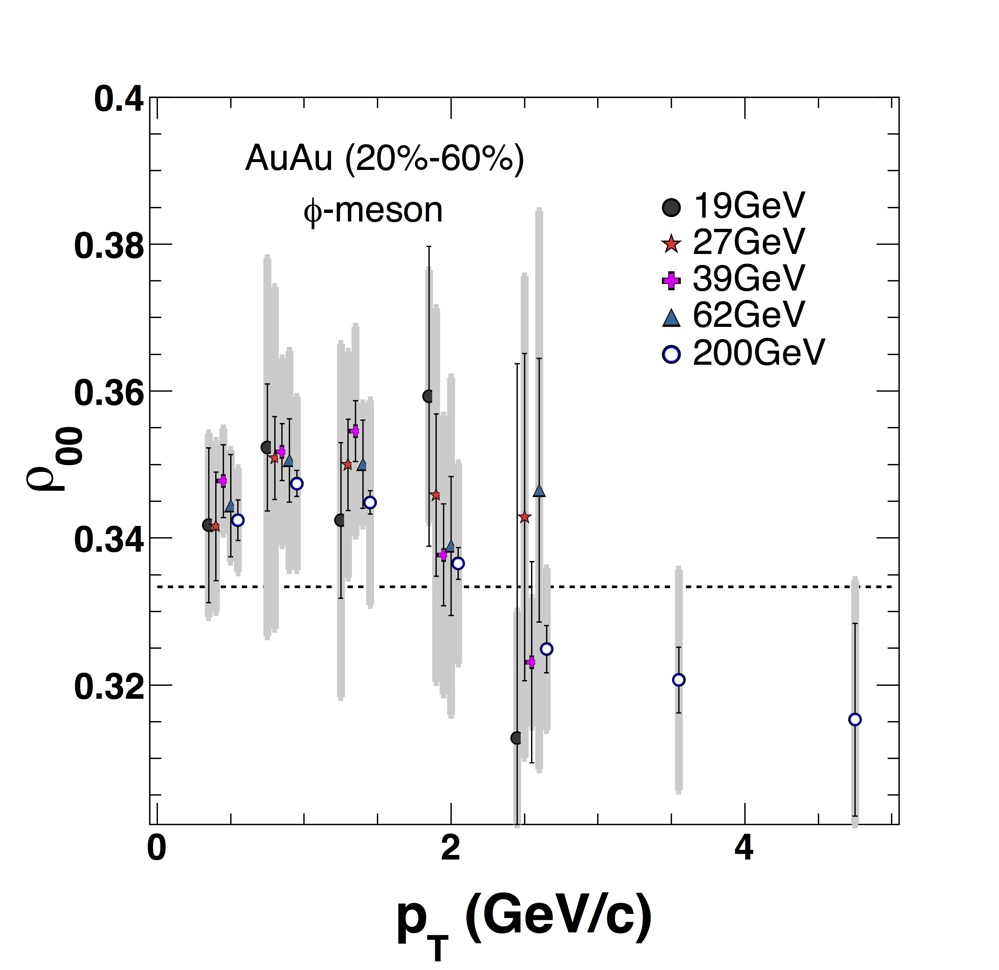 0.4
AuAu (20%-60%)
ϕ-meson
19GeV
27GeV
39GeV
62GeV
200GeV
0.38
0.36
0.34
0.32
ρ00
0 2 4
pT (GeV/c)